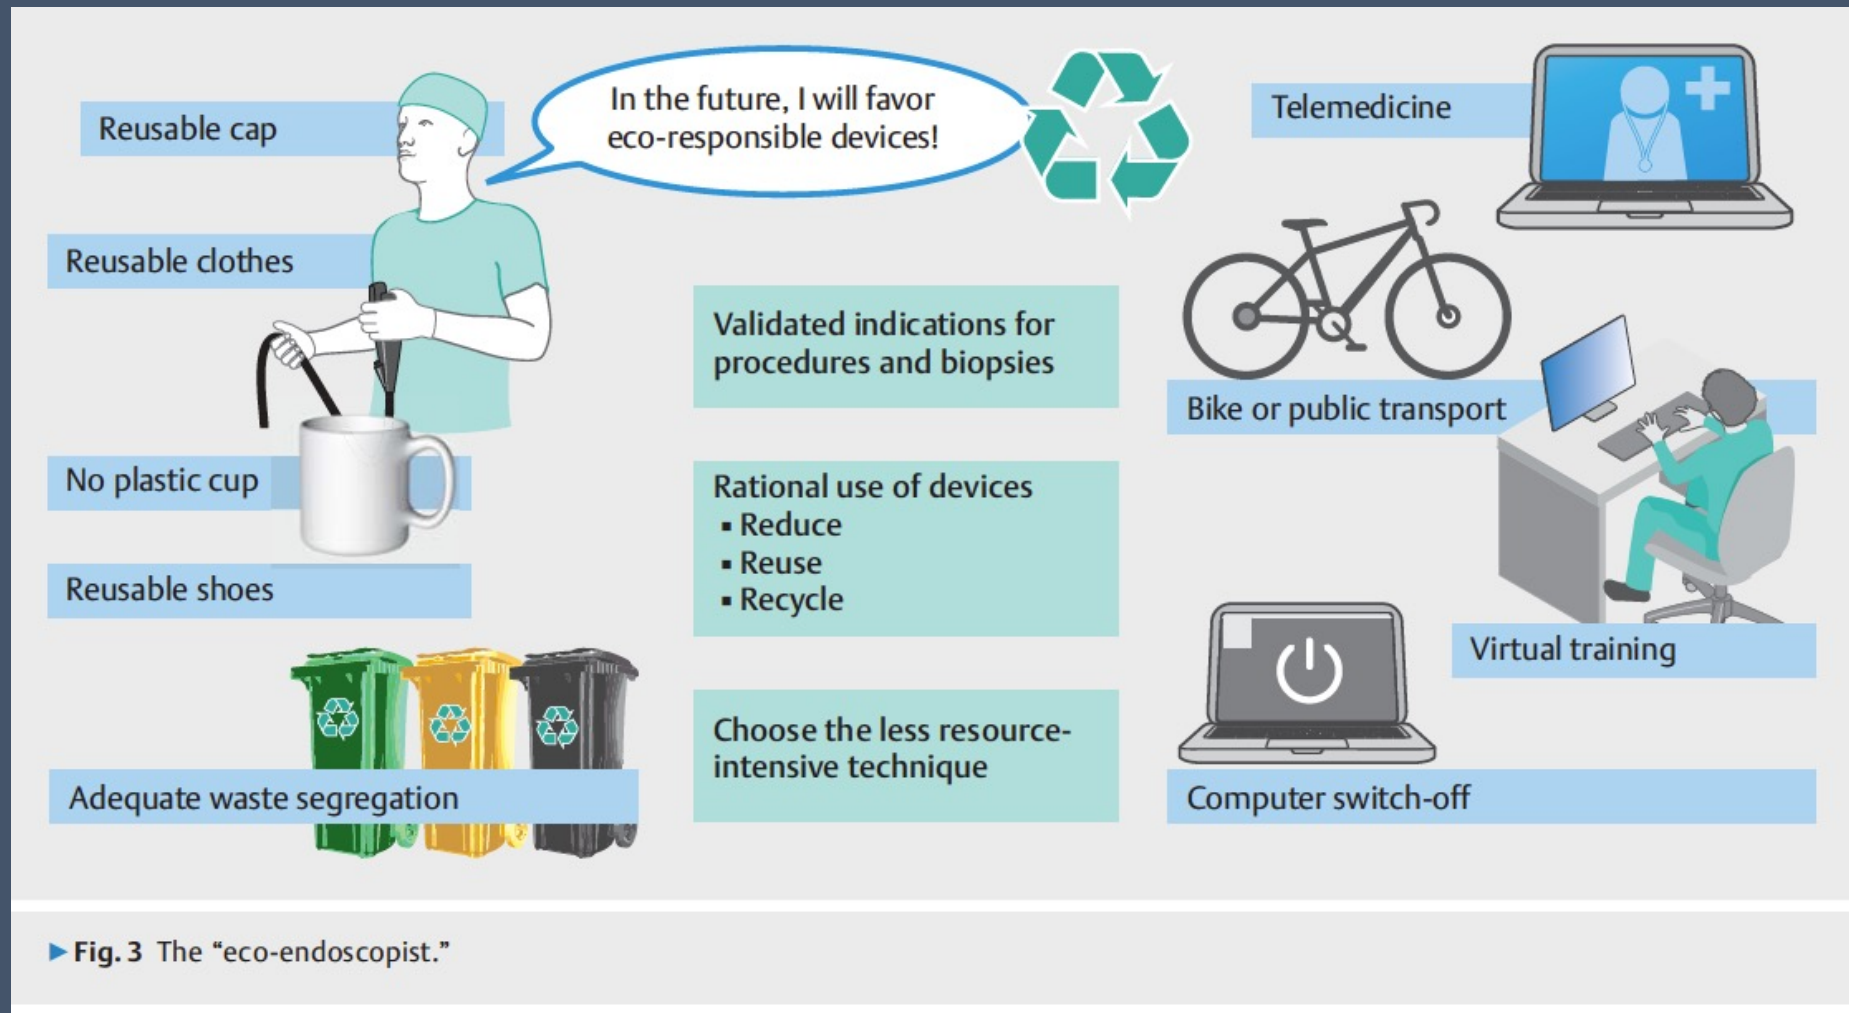 Reusable cap
In the future, I will favor
eco-responsible devices!
Telemedicine
Reusable clothes
Validated indications for
procedures and biopsies
Bike or public transport
No plastic cup
Rational use of devices
▪ Reduce
▪ Reuse
▪ Recycle
Reusable shoes
Virtual training
Choose the less resource-
intensive technique
Adequate waste segregation
Computer switch-off
▶ Fig. 3 The “eco-endoscopist.”